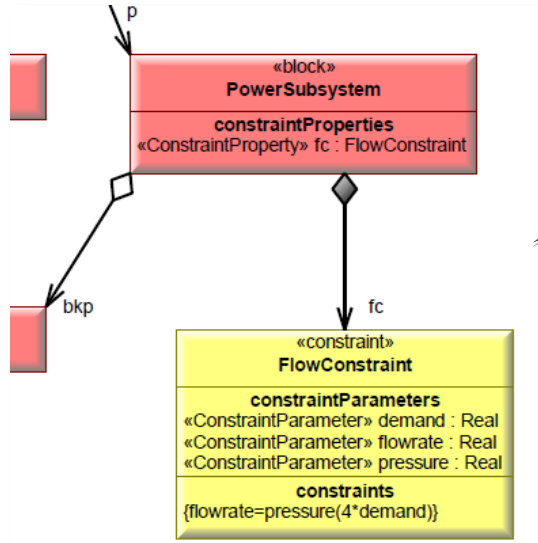 p
«block»
PowerSubsystem
constraintProperties
«ConstraintProperty» fc : FlowConstraint
bkp
fc
«constraint»
FlowConstraint
constraintParameters
«ConstraintParameter» demand : Real
«ConstraintParameter» flowrate : Real
«ConstraintParameter» pressure : Real
constraints
{flowrate=pressure(4*demand)}